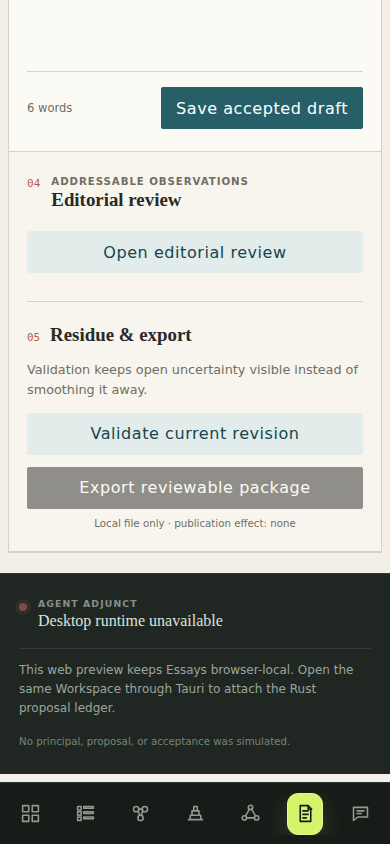 6 words
Save accepted draft
04 ADDRESSABLE OBSERVATIONS
Editorial review
Open editorial review
05 Residue & export
Validation keeps open uncertainty visible instead of
smoothing it away.
Validate current revision
Export reviewable package
Local file only · publication effect: none
AGENT ADJUNCT
Desktop runtime unavailable
This web preview keeps Essays browser-local. Open the
same Workspace through Tauri to attach the Rust
proposal ledger.
No principal, proposal, or acceptance was simulated.